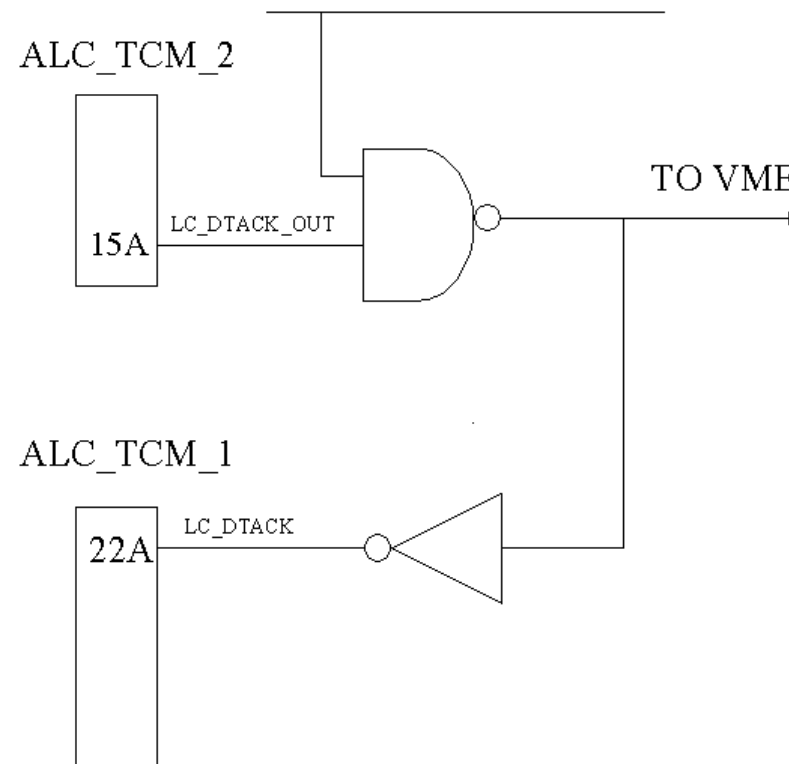 ALC_TCM_2
TO VME
15A
LC_DTACK_OUT
ALC_TCM_1
22A
LC_DTACK